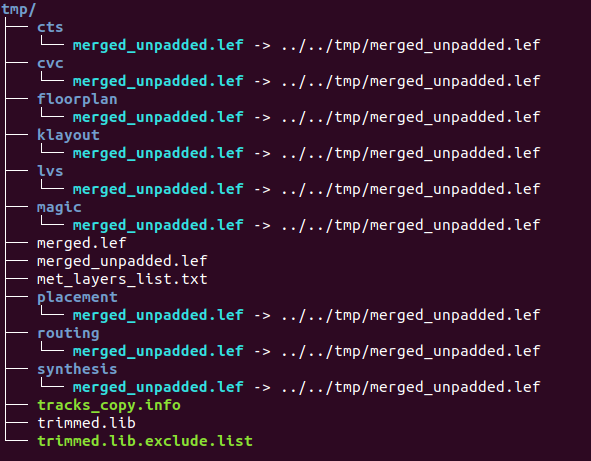 tmp/
├── cts
│   └── merged_unpadded.lef -> ../../tmp/merged_unpadded.lef
├── cvc
│   └── merged_unpadded.lef -> ../../tmp/merged_unpadded.lef
├── floorplan
│   └── merged_unpadded.lef -> ../../tmp/merged_unpadded.lef
├── klayout
│   └── merged_unpadded.lef -> ../../tmp/merged_unpadded.lef
├── lvs
│   └── merged_unpadded.lef -> ../../tmp/merged_unpadded.lef
├── magic
│   └── merged_unpadded.lef -> ../../tmp/merged_unpadded.lef
├── merged.lef
├── merged_unpadded.lef
├── met_layers_list.txt
├── placement
│   └── merged_unpadded.lef -> ../../tmp/merged_unpadded.lef
├── routing
│   └── merged_unpadded.lef -> ../../tmp/merged_unpadded.lef
├── synthesis
│   └── merged_unpadded.lef -> ../../tmp/merged_unpadded.lef
├── tracks_copy.info
├── trimmed.lib
└── trimmed.lib.exclude.list